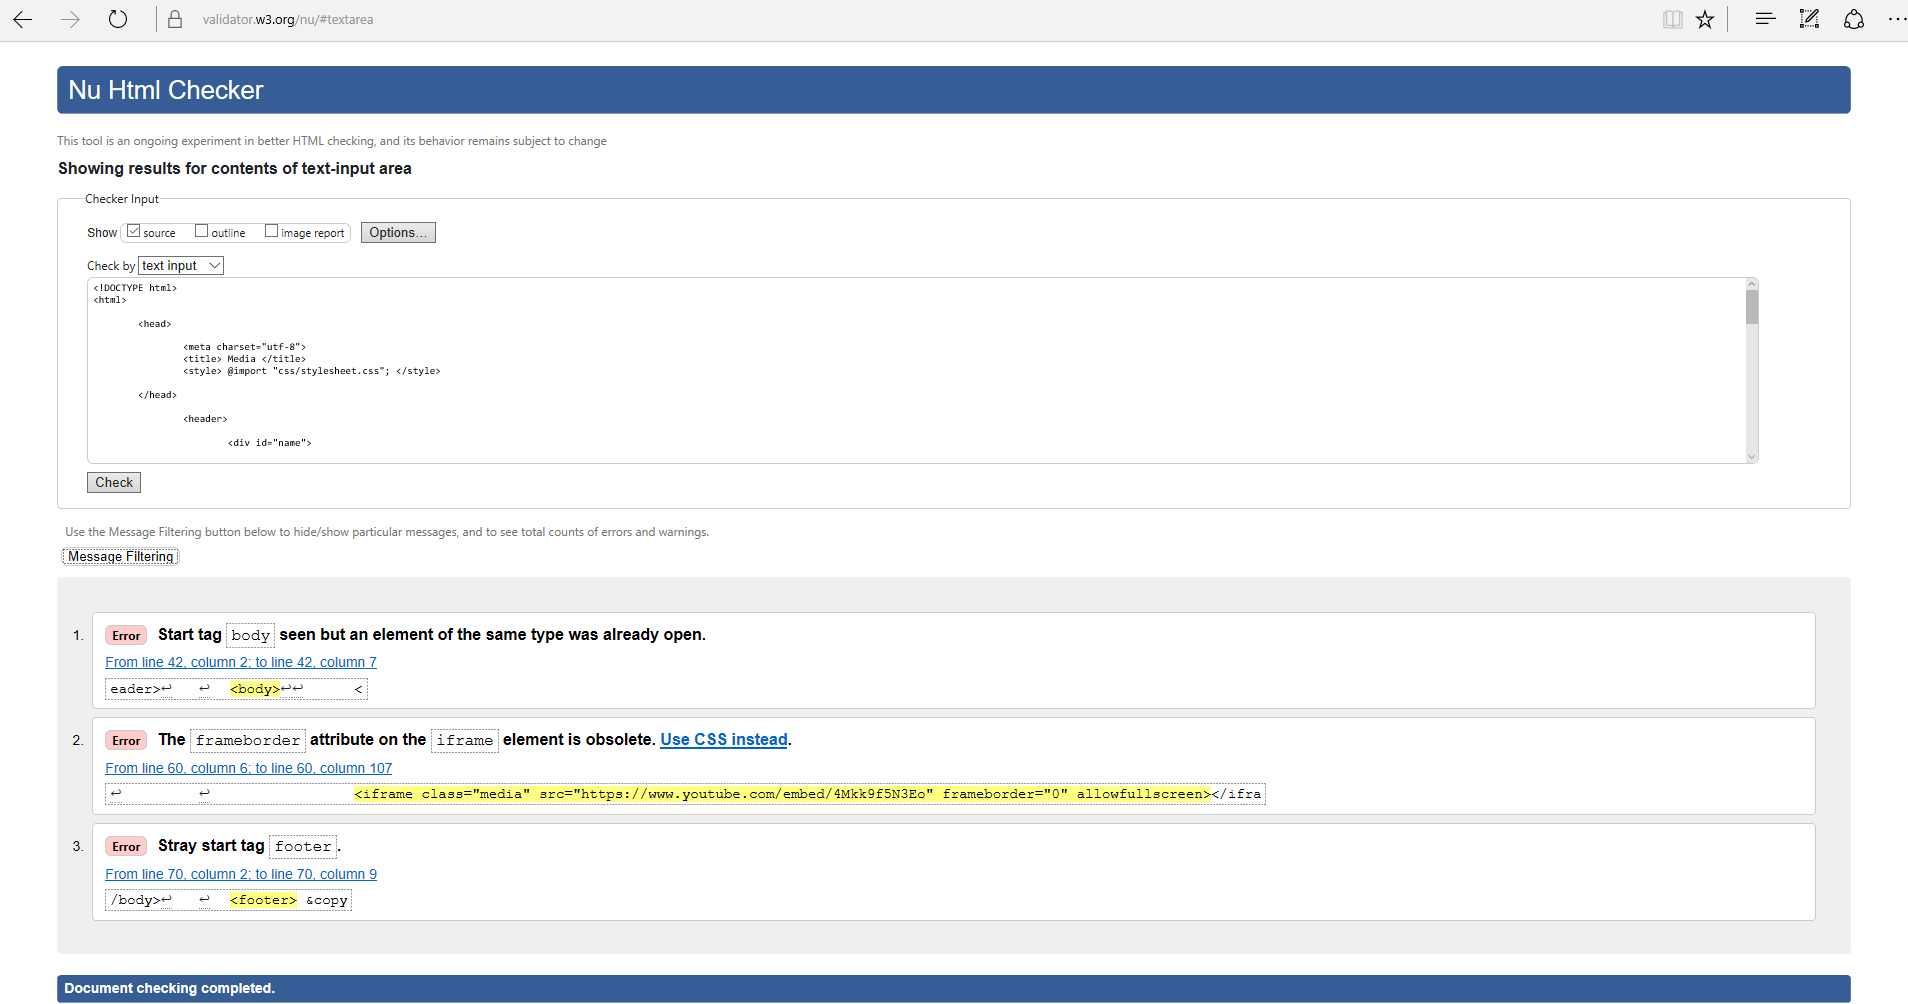 validator.w3.org/nu/#textarea
Nu Html Checker
This tool is an ongoing experiment in better HTML checking, and its behavior remains subject to change
Showing results for contents of text-input area
Checker Input
Show source outline image report Options...
Check by text input
<!DOCTYPE html>
<html>
<head>
<meta charset="utf-8">
<title> Media </title>
<style> @import "css/stylesheet.css"; </style>
</head>
<header>
<div id="name">
Check
Use the Message Filtering button below to hide/show particular messages, and to see total counts of errors and warnings.
Message Filtering
1. Error Start tag body seen but an element of the same type was already open.
From line 42, column 2; to line 42, column 7
eader>↩ ↩ <body>↩↩ <
2. Error The frameborder attribute on the iframe element is obsolete. Use CSS instead.
From line 60, column 6; to line 60, column 107
↩ ↩ <iframe class="media" src="https://www.youtube.com/embed/4Mkk9f5N3Eo" frameborder="0" allowfullscreen></ifra
3. Error Stray start tag footer.
From line 70, column 2; to line 70, column 9
/body>↩ ↩ <footer> &copy
Document checking completed.